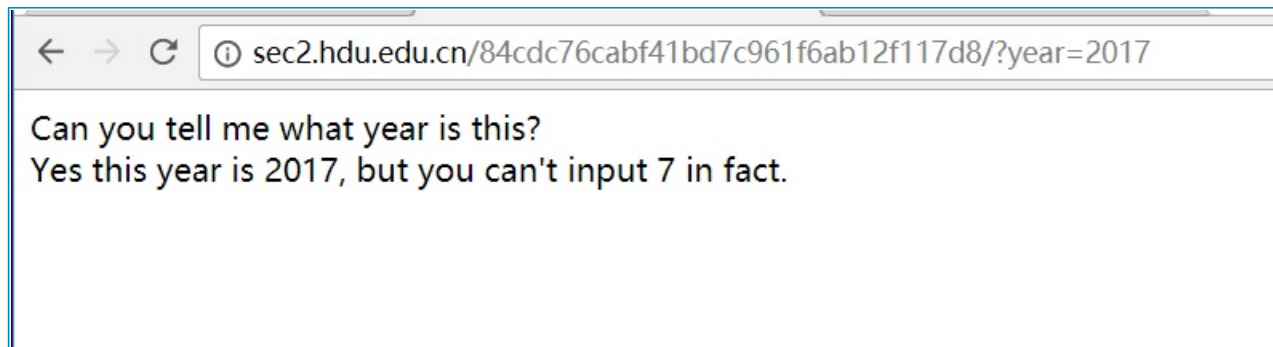 sec2.hdu.edu.cn/84cdc76cabf41bd7c961f6ab12f117d8/?year=2017
Can you tell me what year is this?
Yes this year is 2017, but you can't input 7 in fact.